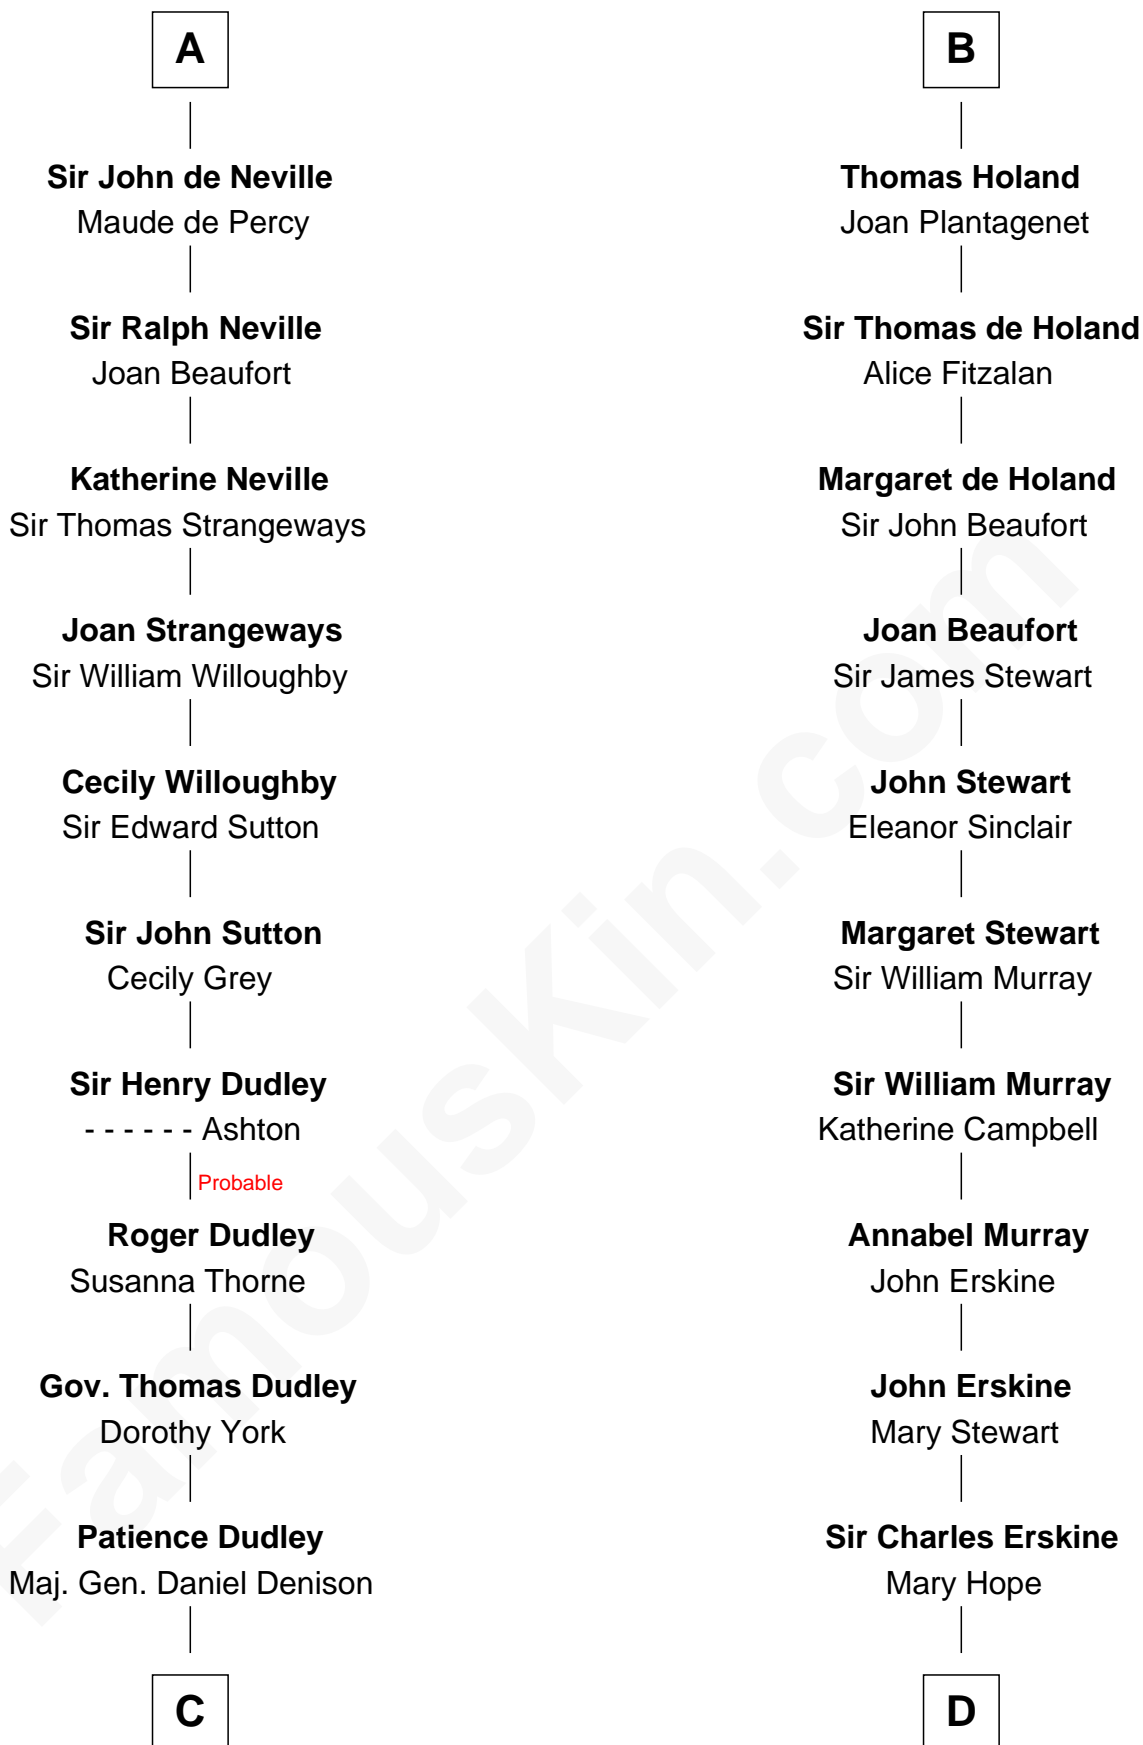 A
Sir John de Neville
Maude de Percy
Sir Ralph Neville
Joan Beaufort
Katherine Neville
Sir Thomas Strangeways
Joan Strangeways
Sir William Willoughby
Cecily Willoughby
Sir Edward Sutton
Sir John Sutton
Cecily Grey
Sir Henry Dudley
- - - - - - Ashton
Probable
Roger Dudley
Susanna Thorne
Gov. Thomas Dudley
Dorothy York
Patience Dudley
Maj. Gen. Daniel Denison
C
B
Thomas Holand
Joan Plantagenet
Sir Thomas de Holand
Alice Fitzalan
Margaret de Holand
Sir John Beaufort
Joan Beaufort
Sir James Stewart
John Stewart
Eleanor Sinclair
Margaret Stewart
Sir William Murray
Sir William Murray
Katherine Campbell
Annabel Murray
John Erskine
John Erskine
Mary Stewart
Sir Charles Erskine
Mary Hope
D
FamousKin.com